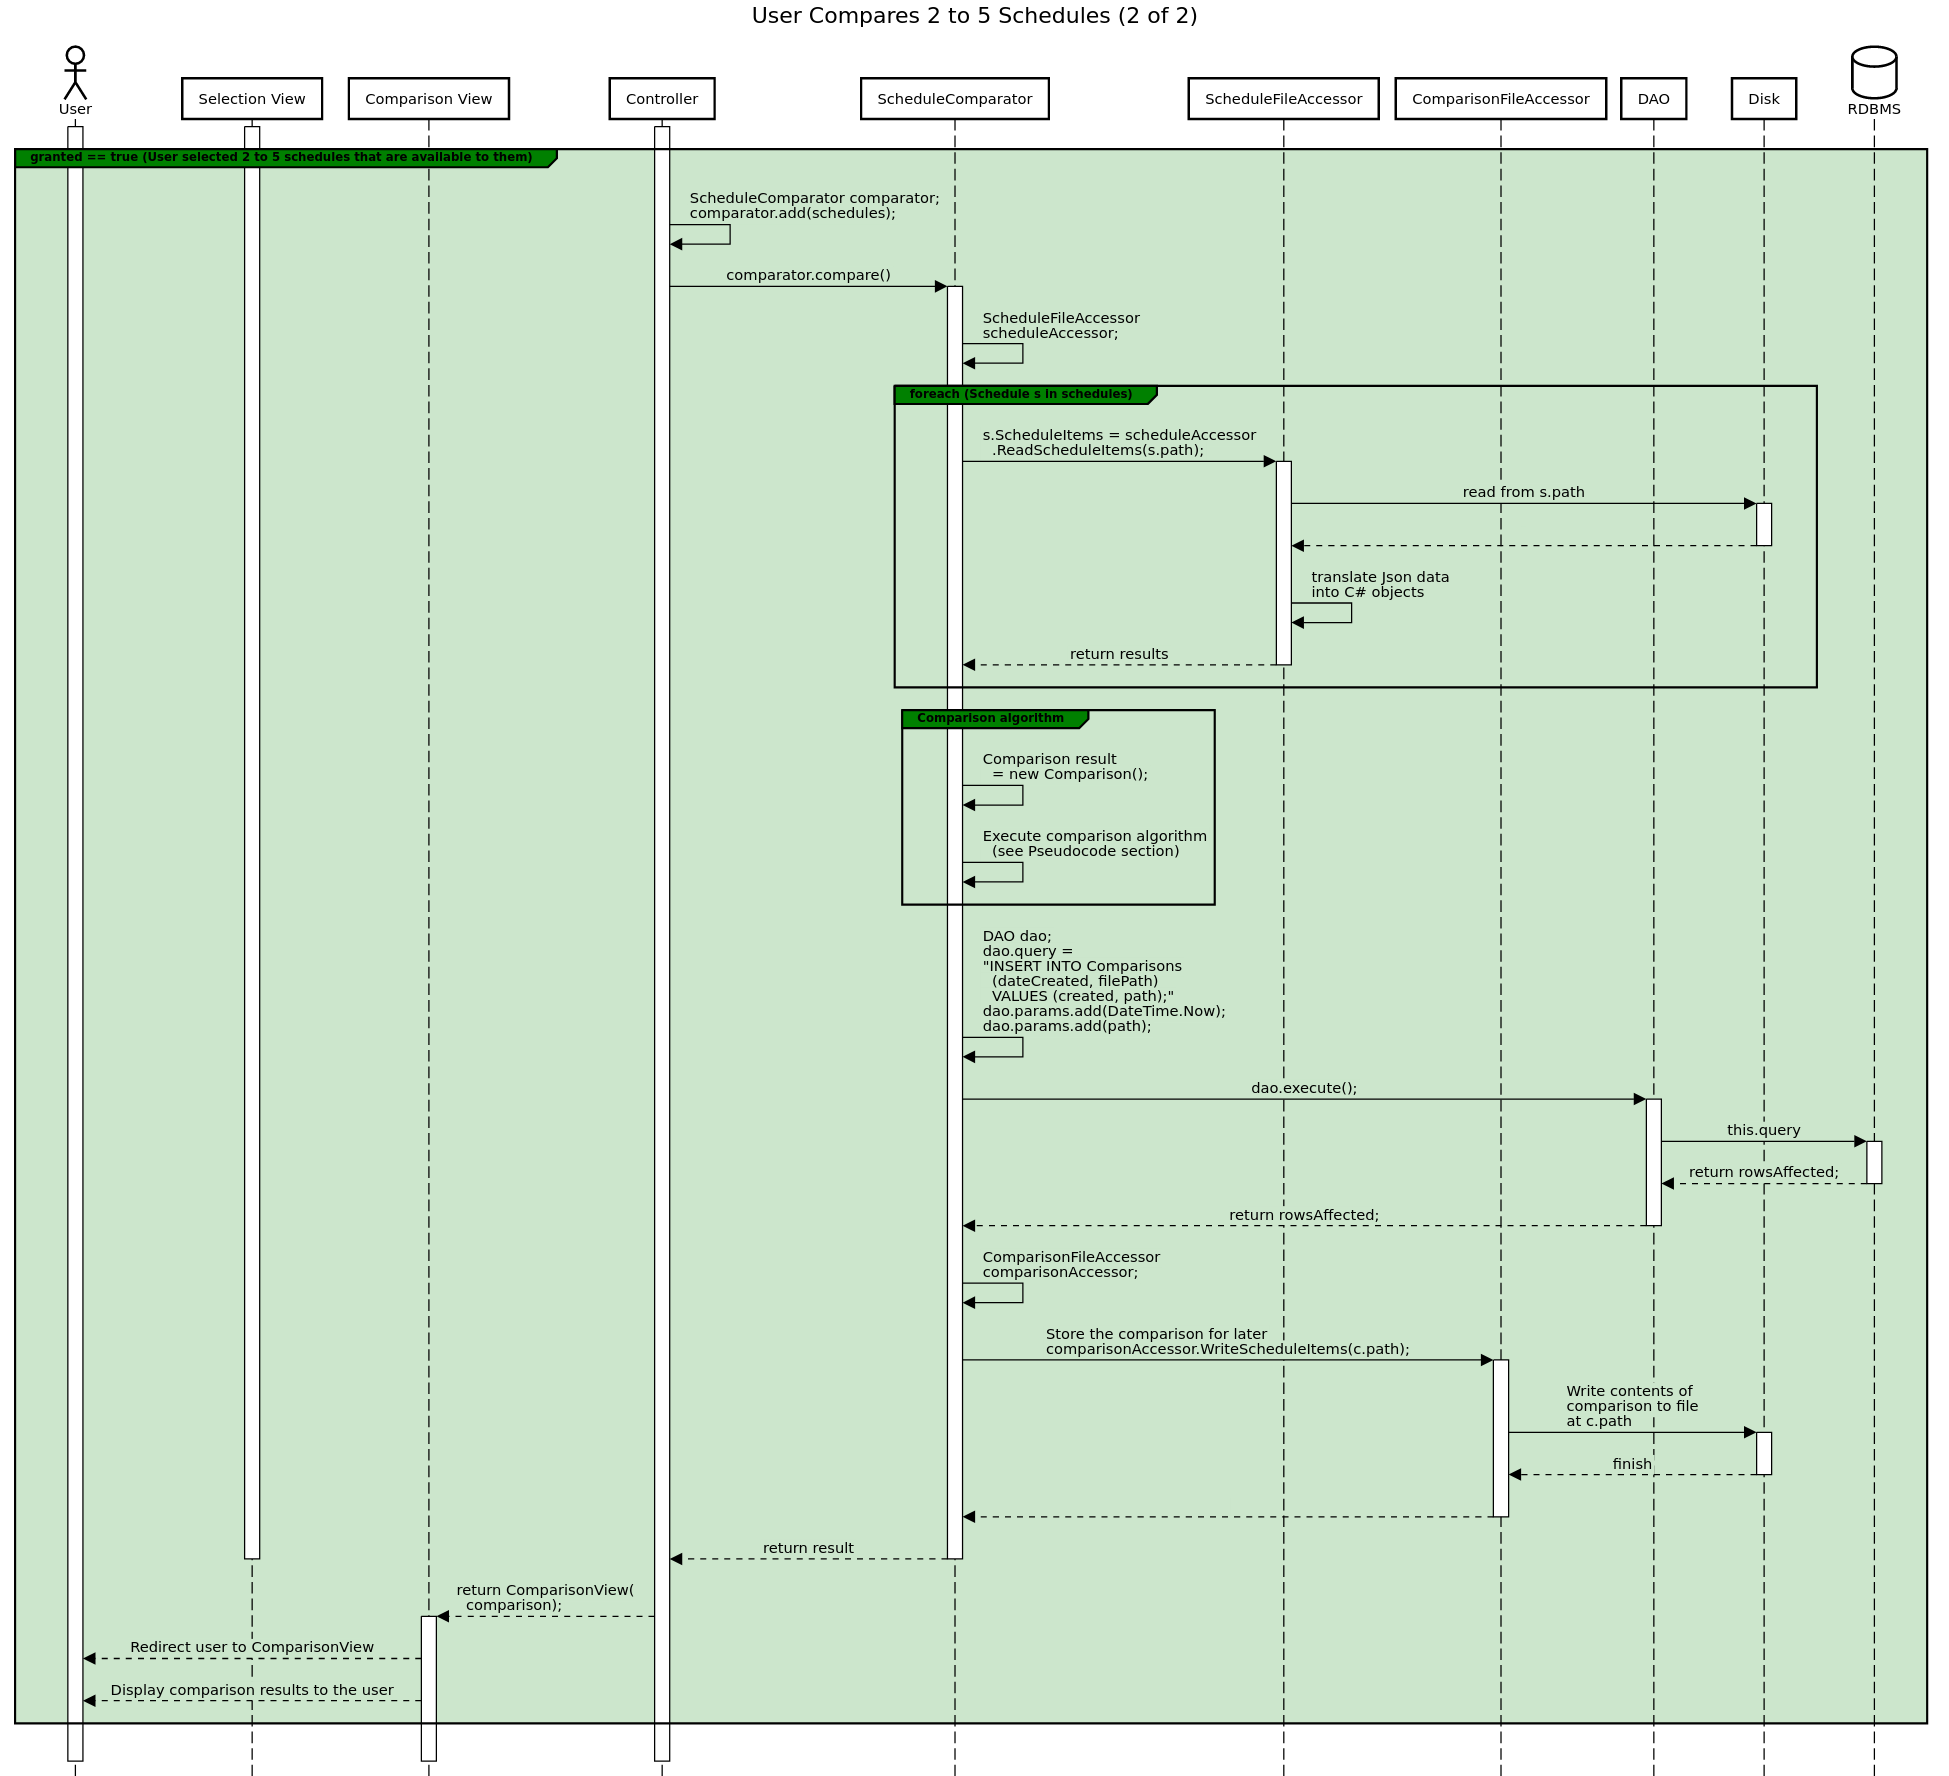 User Compares 2 to 5 Schedules (2 of 2)
User
Selection View
Comparison View
Controller
ScheduleComparator
ScheduleFileAccessor
ComparisonFileAccessor
DAO
Disk
RDBMS
granted == true (User selected 2 to 5 schedules that are available to them)
ScheduleComparator comparator;
comparator.add(schedules);
comparator.compare()
ScheduleFileAccessor
scheduleAccessor;
foreach (Schedule s in schedules)
s.ScheduleItems = scheduleAccessor
.ReadScheduleItems(s.path);
read from s.path
translate Json data
into C# objects
return results
Comparison algorithm
Comparison result
= new Comparison();
Execute comparison algorithm
(see Pseudocode section)
DAO dao;
dao.query =
"INSERT INTO Comparisons
(dateCreated, filePath)
VALUES (created, path);"
dao.params.add(DateTime.Now);
dao.params.add(path);
dao.execute();
this.query
return rowsAffected;
return rowsAffected;
ComparisonFileAccessor
comparisonAccessor;
Store the comparison for later
comparisonAccessor.WriteScheduleItems(c.path);
Write contents of
comparison to file
at c.path
finish
return result
return ComparisonView(
comparison);
Redirect user to ComparisonView
Display comparison results to the user